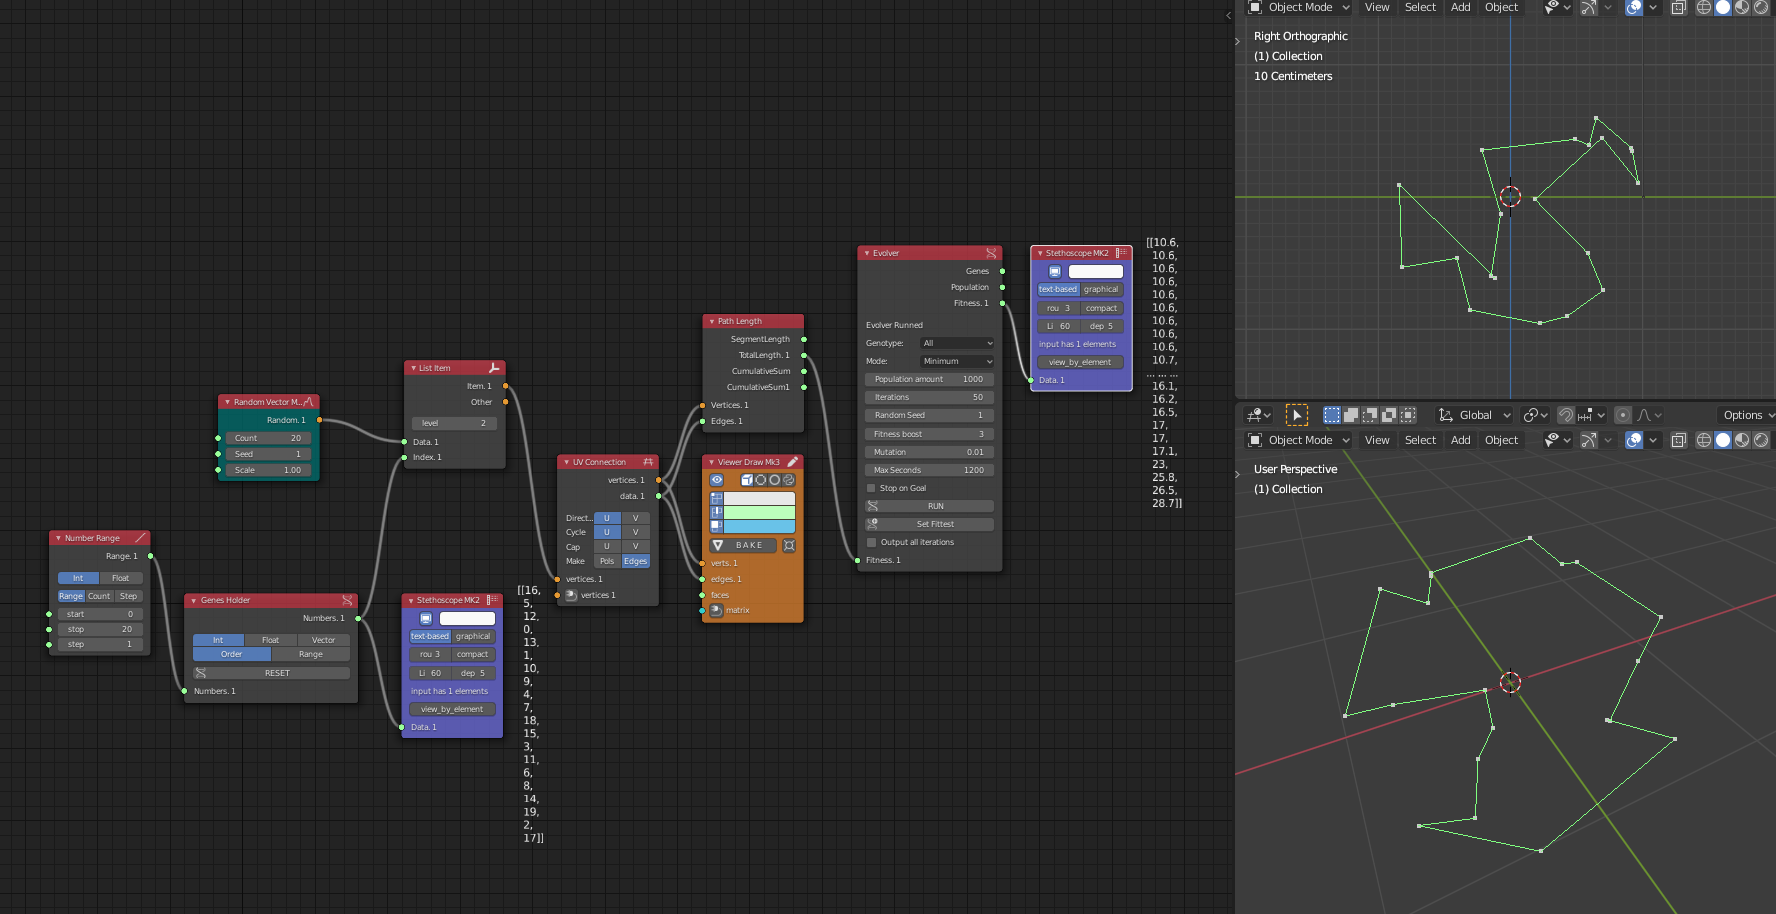 Number Range
Range. 1
Int Float
Range Count Step
start 0
stop 20
step 1
Genes Holder
Numbers. 1
Int Float Vector
Order Range
RESET
Numbers. 1
Random Vector M..
Random. 1
Count 20
Seed 1
Scale 1.00
List Item
Item. 1
Other
level 2
Data. 1
Index. 1
Stethoscope MK2
text-based graphical
rou 3 compact
Li 60 dep 5
input has 1 elements
view_by_element
Data. 1
[[16,
5,
12,
0,
13,
1,
10,
9,
4,
7,
18,
15,
3,
11,
6,
8,
14,
19,
2,
17]]
UV Connection
vertices. 1
data. 1
Direct... U V
Cycle U V
Cap U V
Make Pols Edges
vertices. 1
vertices 1
Path Length
SegmentLength
TotalLength. 1
CumulativeSum
CumulativeSum1
Vertices. 1
Edges. 1
Viewer Draw Mk3
BAKE
verts. 1
edges. 1
faces
matrix
Evolver
Genes
Population
Fitness. 1
Evolver Runned
Genotype: All
Mode: Minimum
Population amount 1000
Iterations 50
Random Seed 1
Fitness boost 3
Mutation 0.01
Max Seconds 1200
Stop on Goal
RUN
Set Fittest
Output all iterations
Fitness. 1
Stethoscope MK2
text-based graphical
rou 3 compact
Li 60 dep 5
input has 1 elements
view_by_element
Data. 1
[[10.6,
10.6,
10.6,
10.6,
10.6,
10.6,
10.6,
10.6,
10.6,
10.7,
... ... ...
16.1,
16.2,
16.5,
17,
17,
17.1,
23,
25.8,
26.5,
28.7]]
Object Mode View Select Add Object
Right Orthographic
(1) Collection
10 Centimeters
Global Options
Object Mode View Select Add Object
User Perspective
(1) Collection